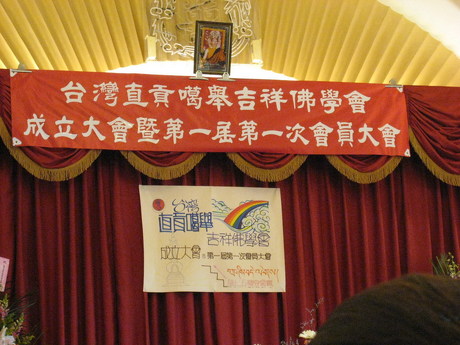 台灣直貢噶舉吉祥佛學會
成立大會暨第一屆第一次會員大會
台灣
直貢噶舉
吉祥佛學會
成立大會
第一屆第一次會員大會